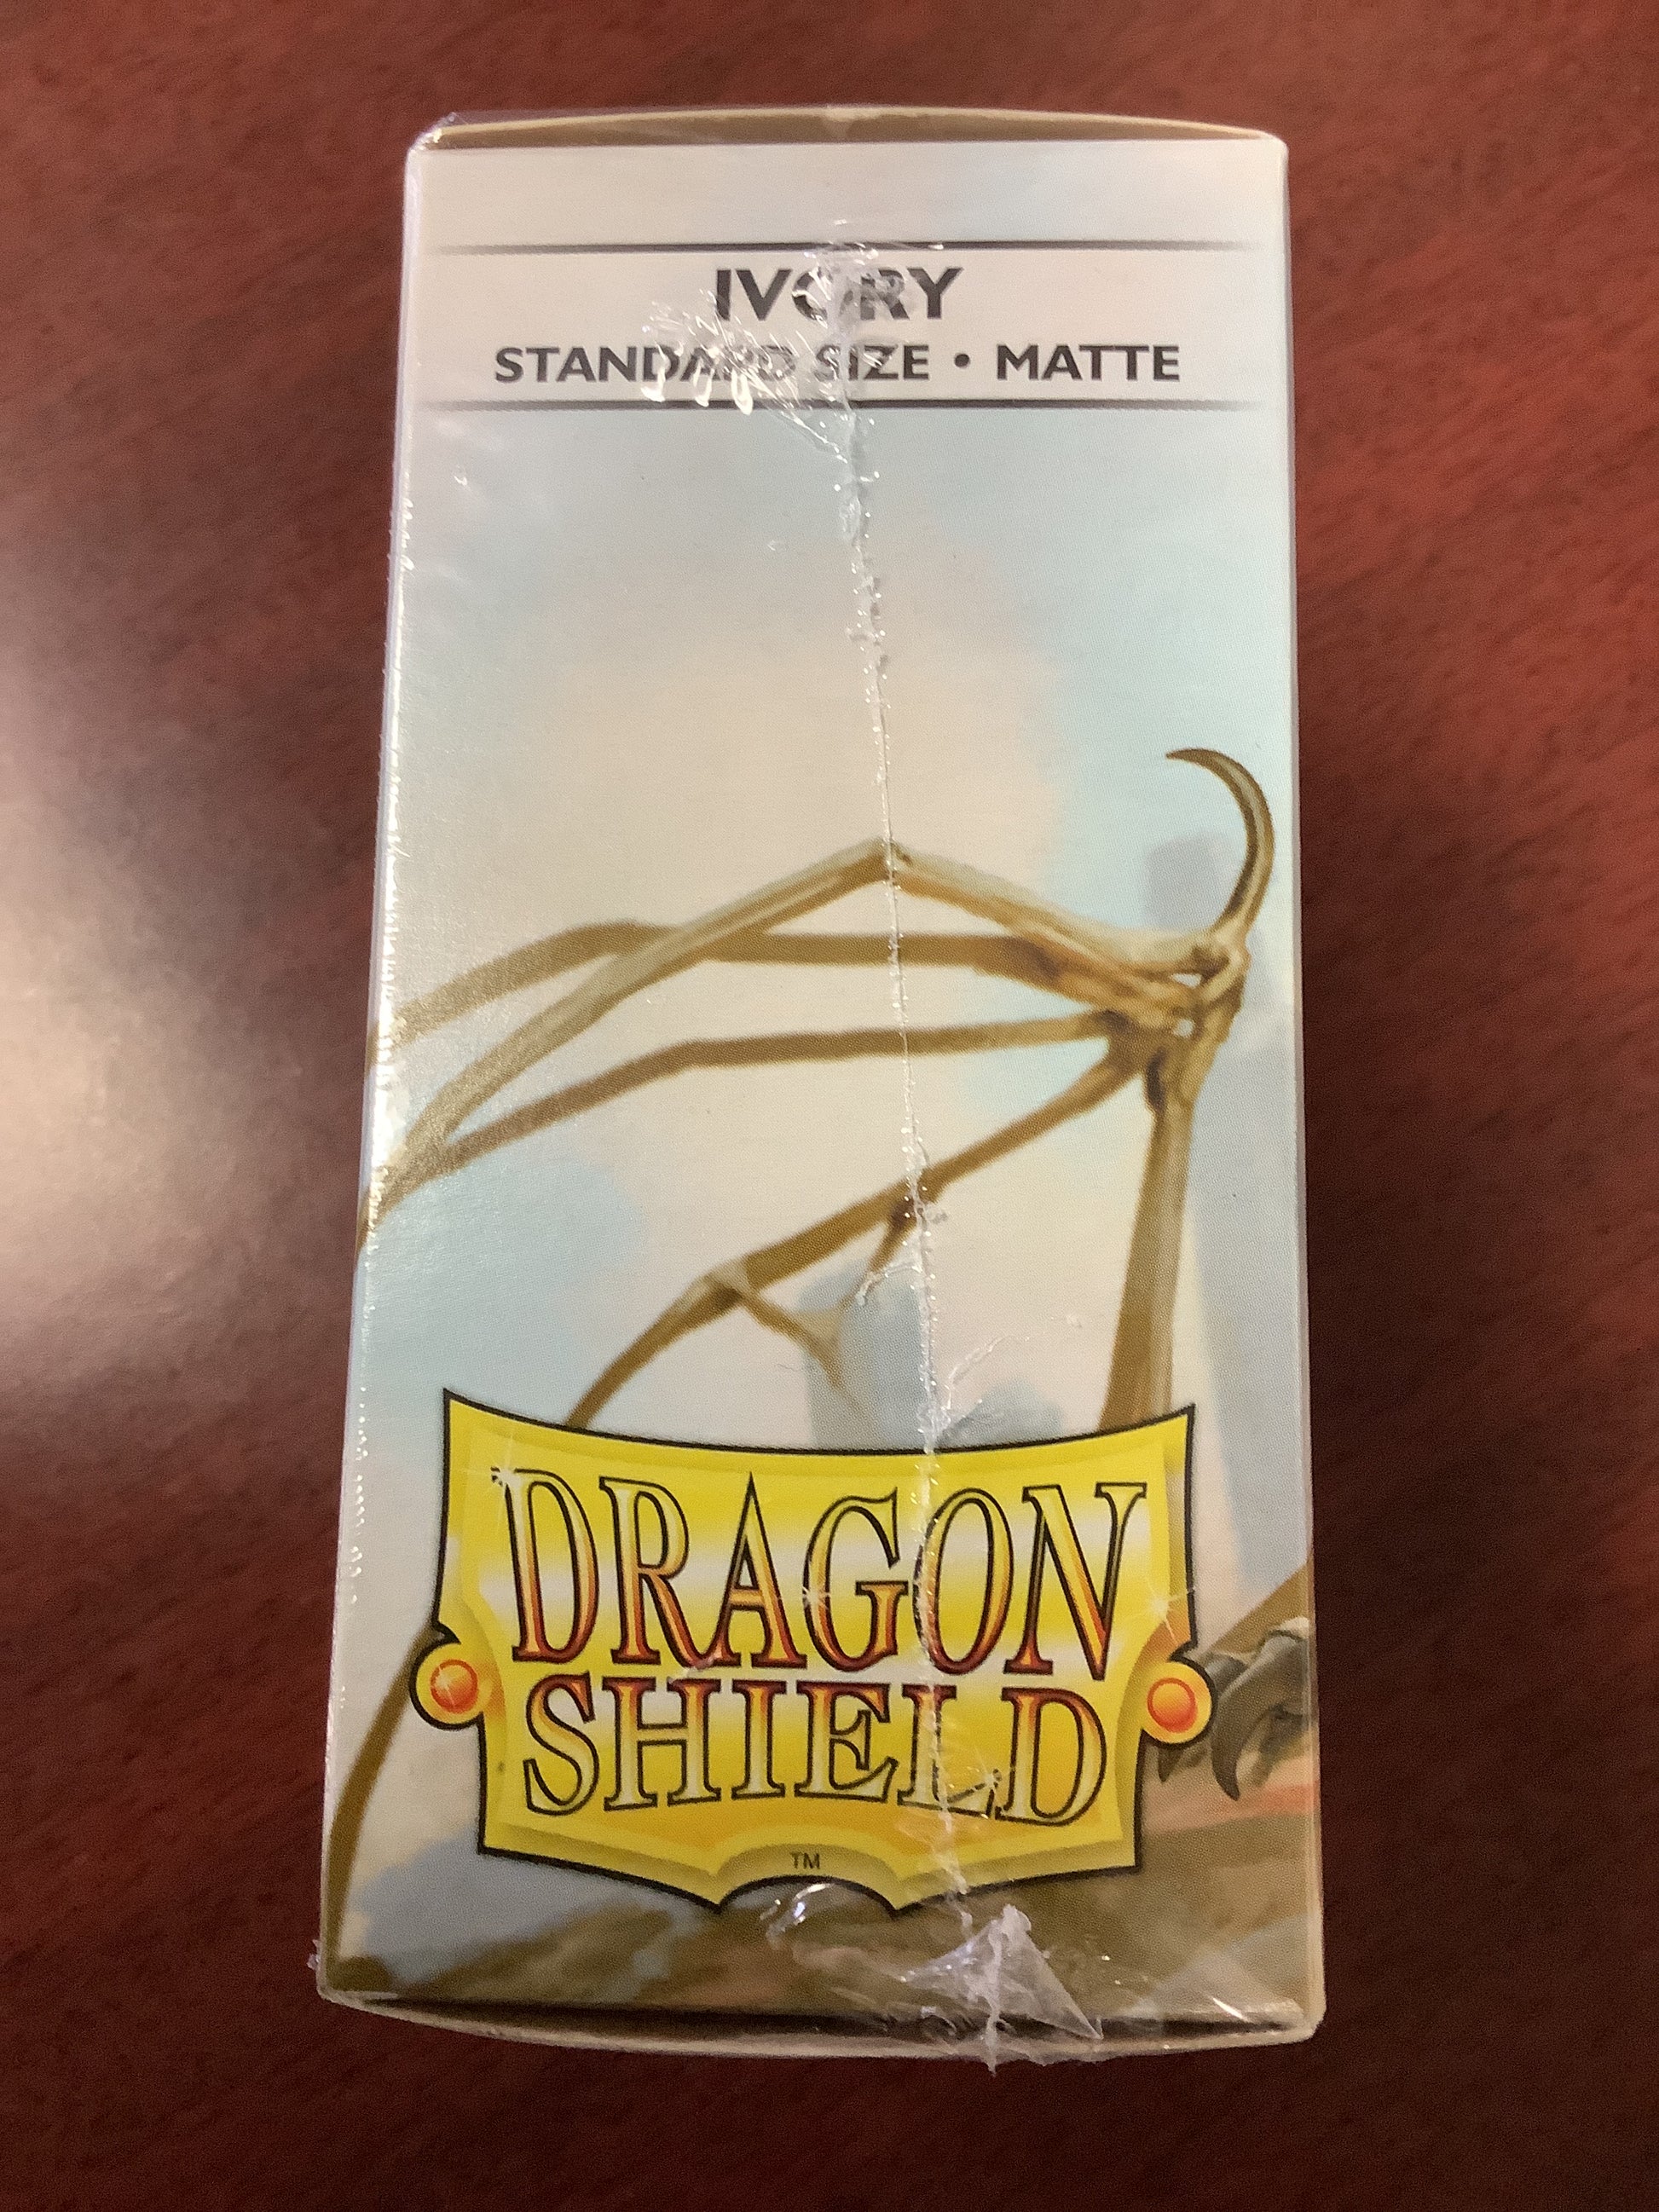 IVORY
STANDARD SIZE • MATTE
DRAGON
SHIELD
TM